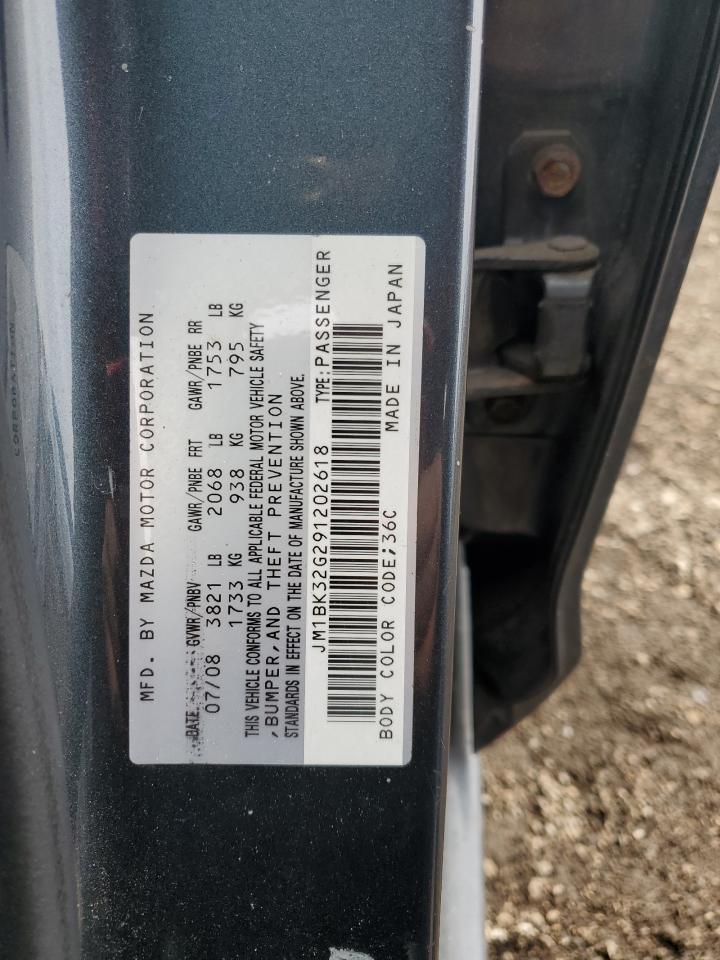 MFD. BY MAZDA MOTOR CORPORATION
DATE GVWR/PNBV GAWR/PNBE FRT GAWR/PNBE RR
07/08 3821 LB 2068 LB 1753 LB
1733 KG 938 KG 795 KG
THIS VEHICLE CONFORMS TO ALL APPLICABLE FEDERAL MOTOR VEHICLE SAFETY
,BUMPER,AND THEFT PREVENTION
STANDARDS IN EFFECT ON THE DATE OF MANUFACTURE SHOWN ABOVE.
JM1BK32G291202618 TYPE:PASSENGER
BODY COLOR CODE;36C MADE IN JAPAN
CORPORATION